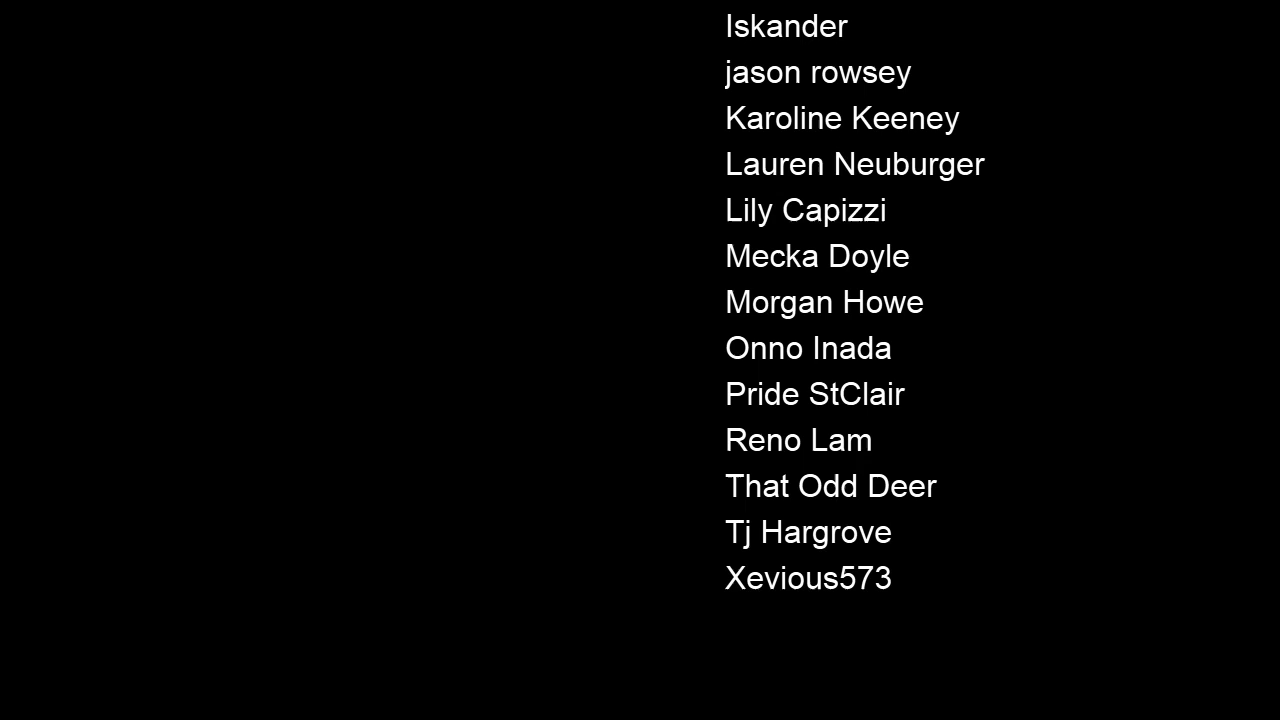 Iskander
jason rowsey
Karoline Keeney
Lauren Neuburger
Lily Capizzi
Mecka Doyle
Morgan Howe
Onno Inada
Pride StClair
Reno Lam
That Odd Deer
Tj Hargrove
Xevious573